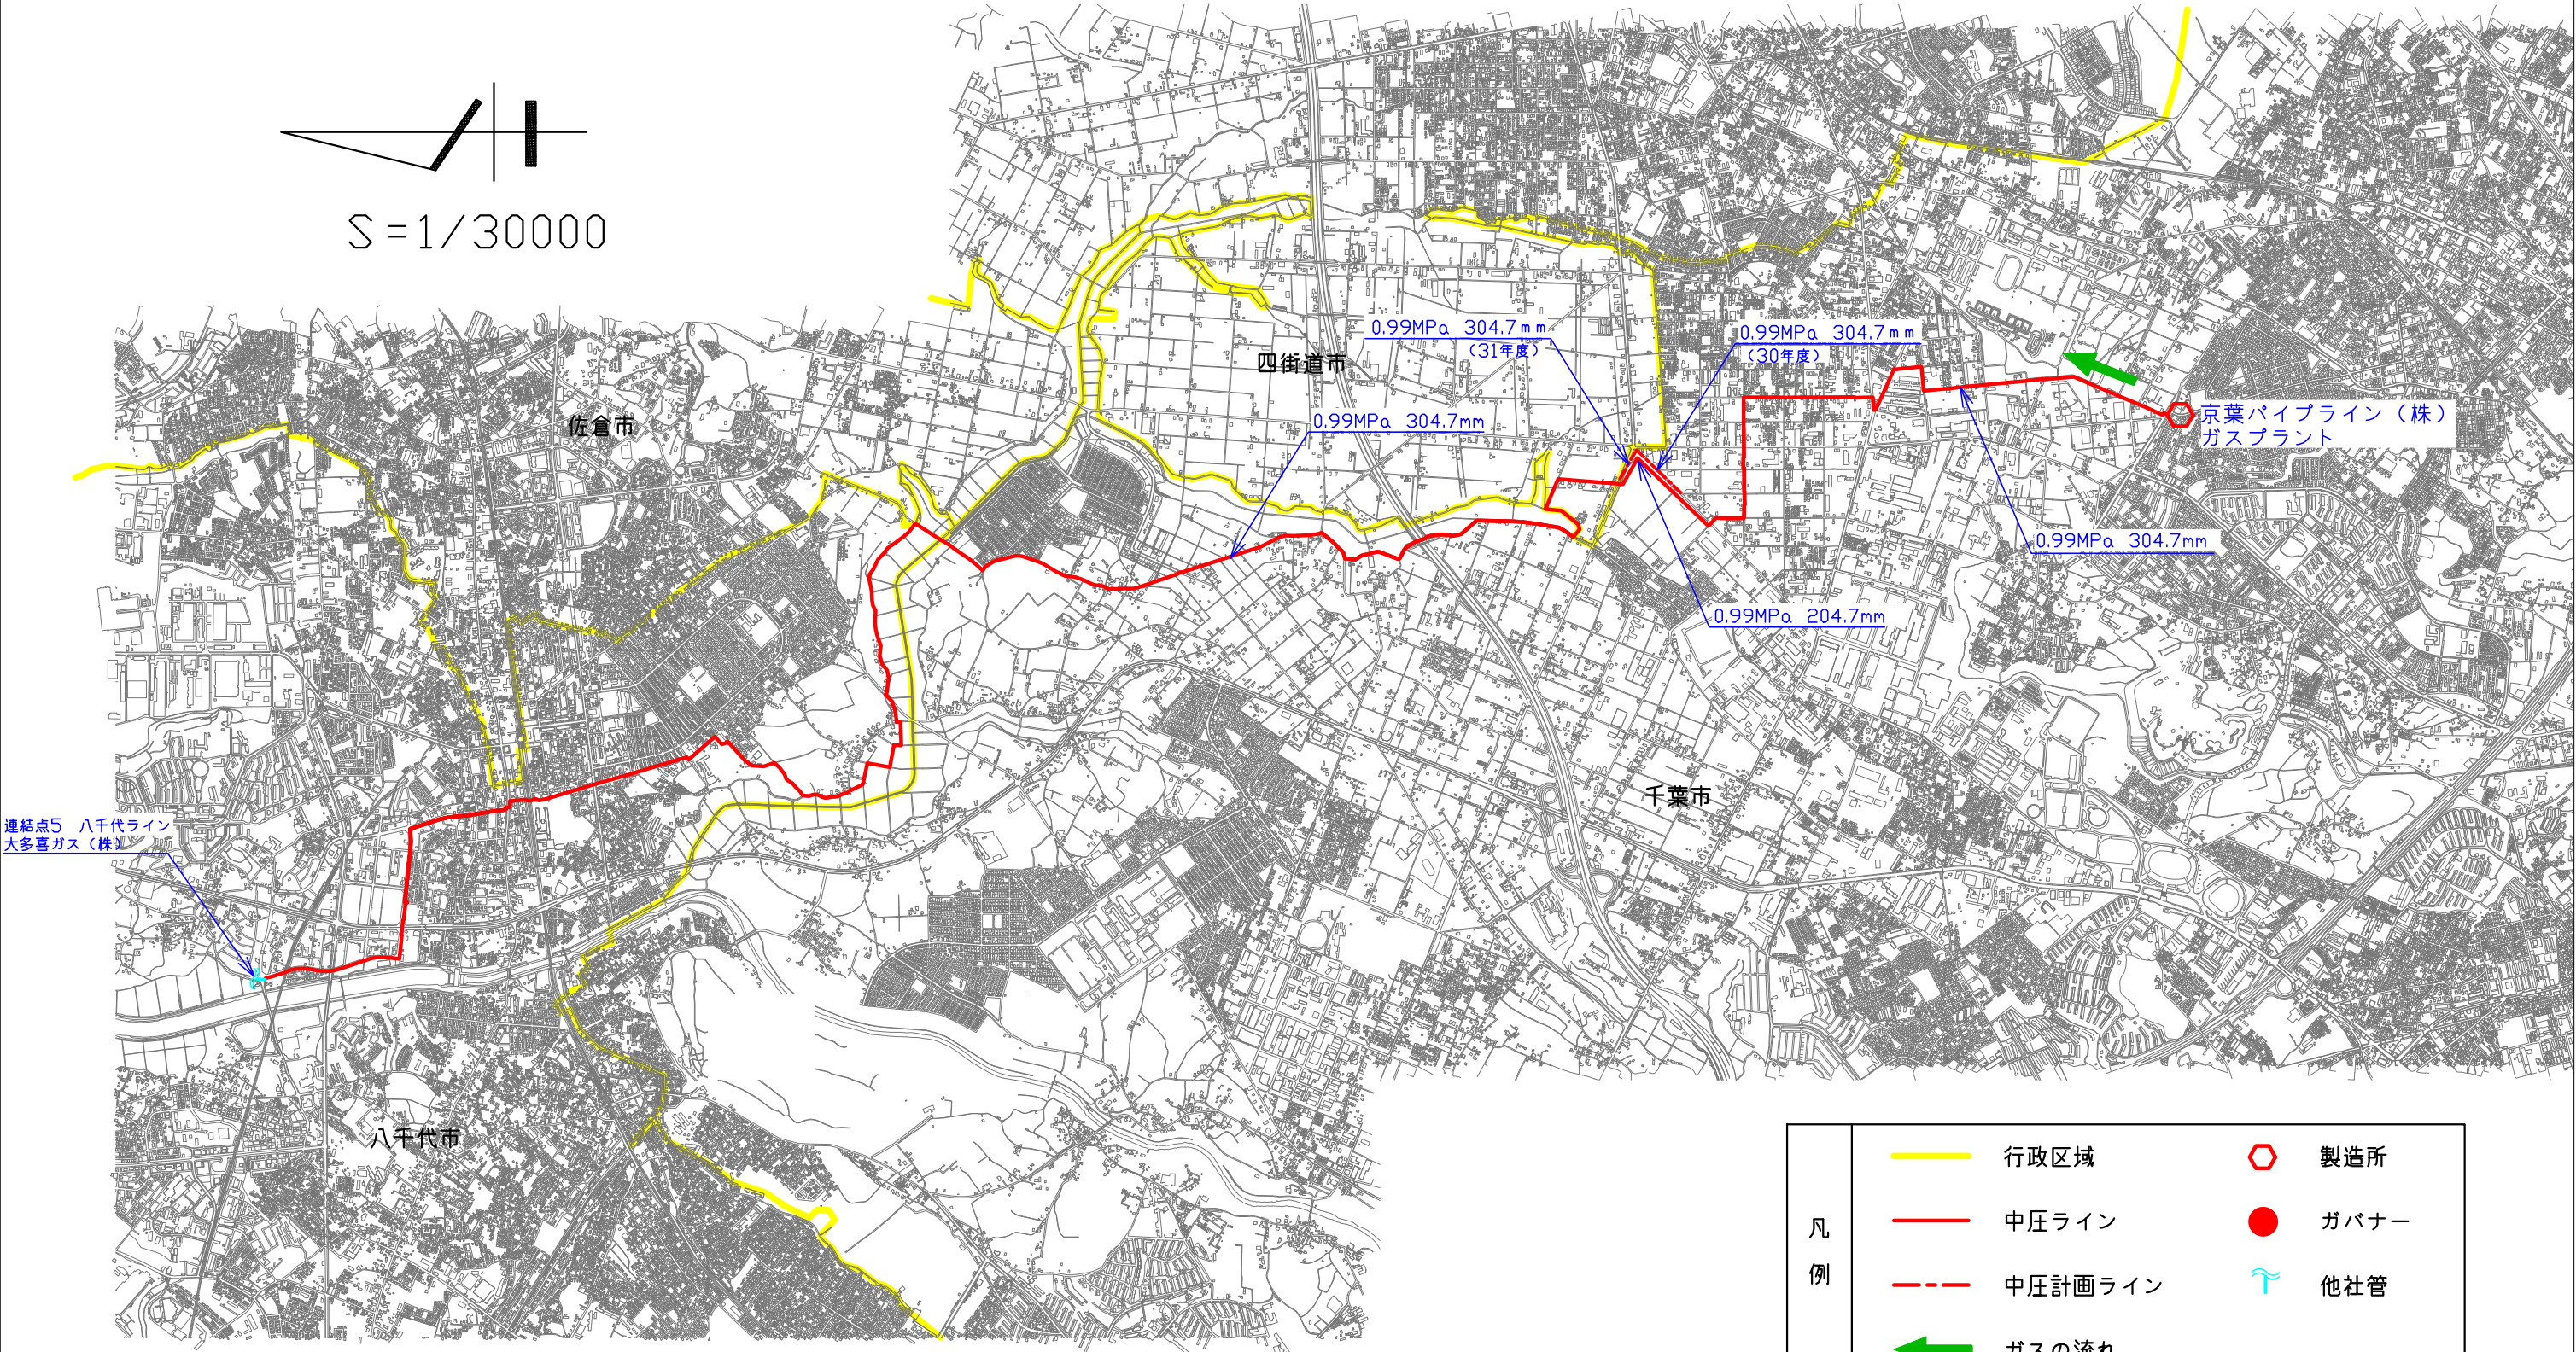 S=1/30000
0.99MPa 304.7mm
（31年度）
0.99MPa 304.7mm
（30年度）
四街道市
佐倉市
0.99MPa 304.7mm
京葉パイプライン（株）
ガスプラント
0.99MPa 304.7mm
0.99MPa 204.7mm
千葉市
連結点5 八千代ライン
大多喜ガス（株）
八千代市
凡例
行政区域
製造所
中圧ライン
ガバナー
中圧計画ライン
他社管
ガスの流れ